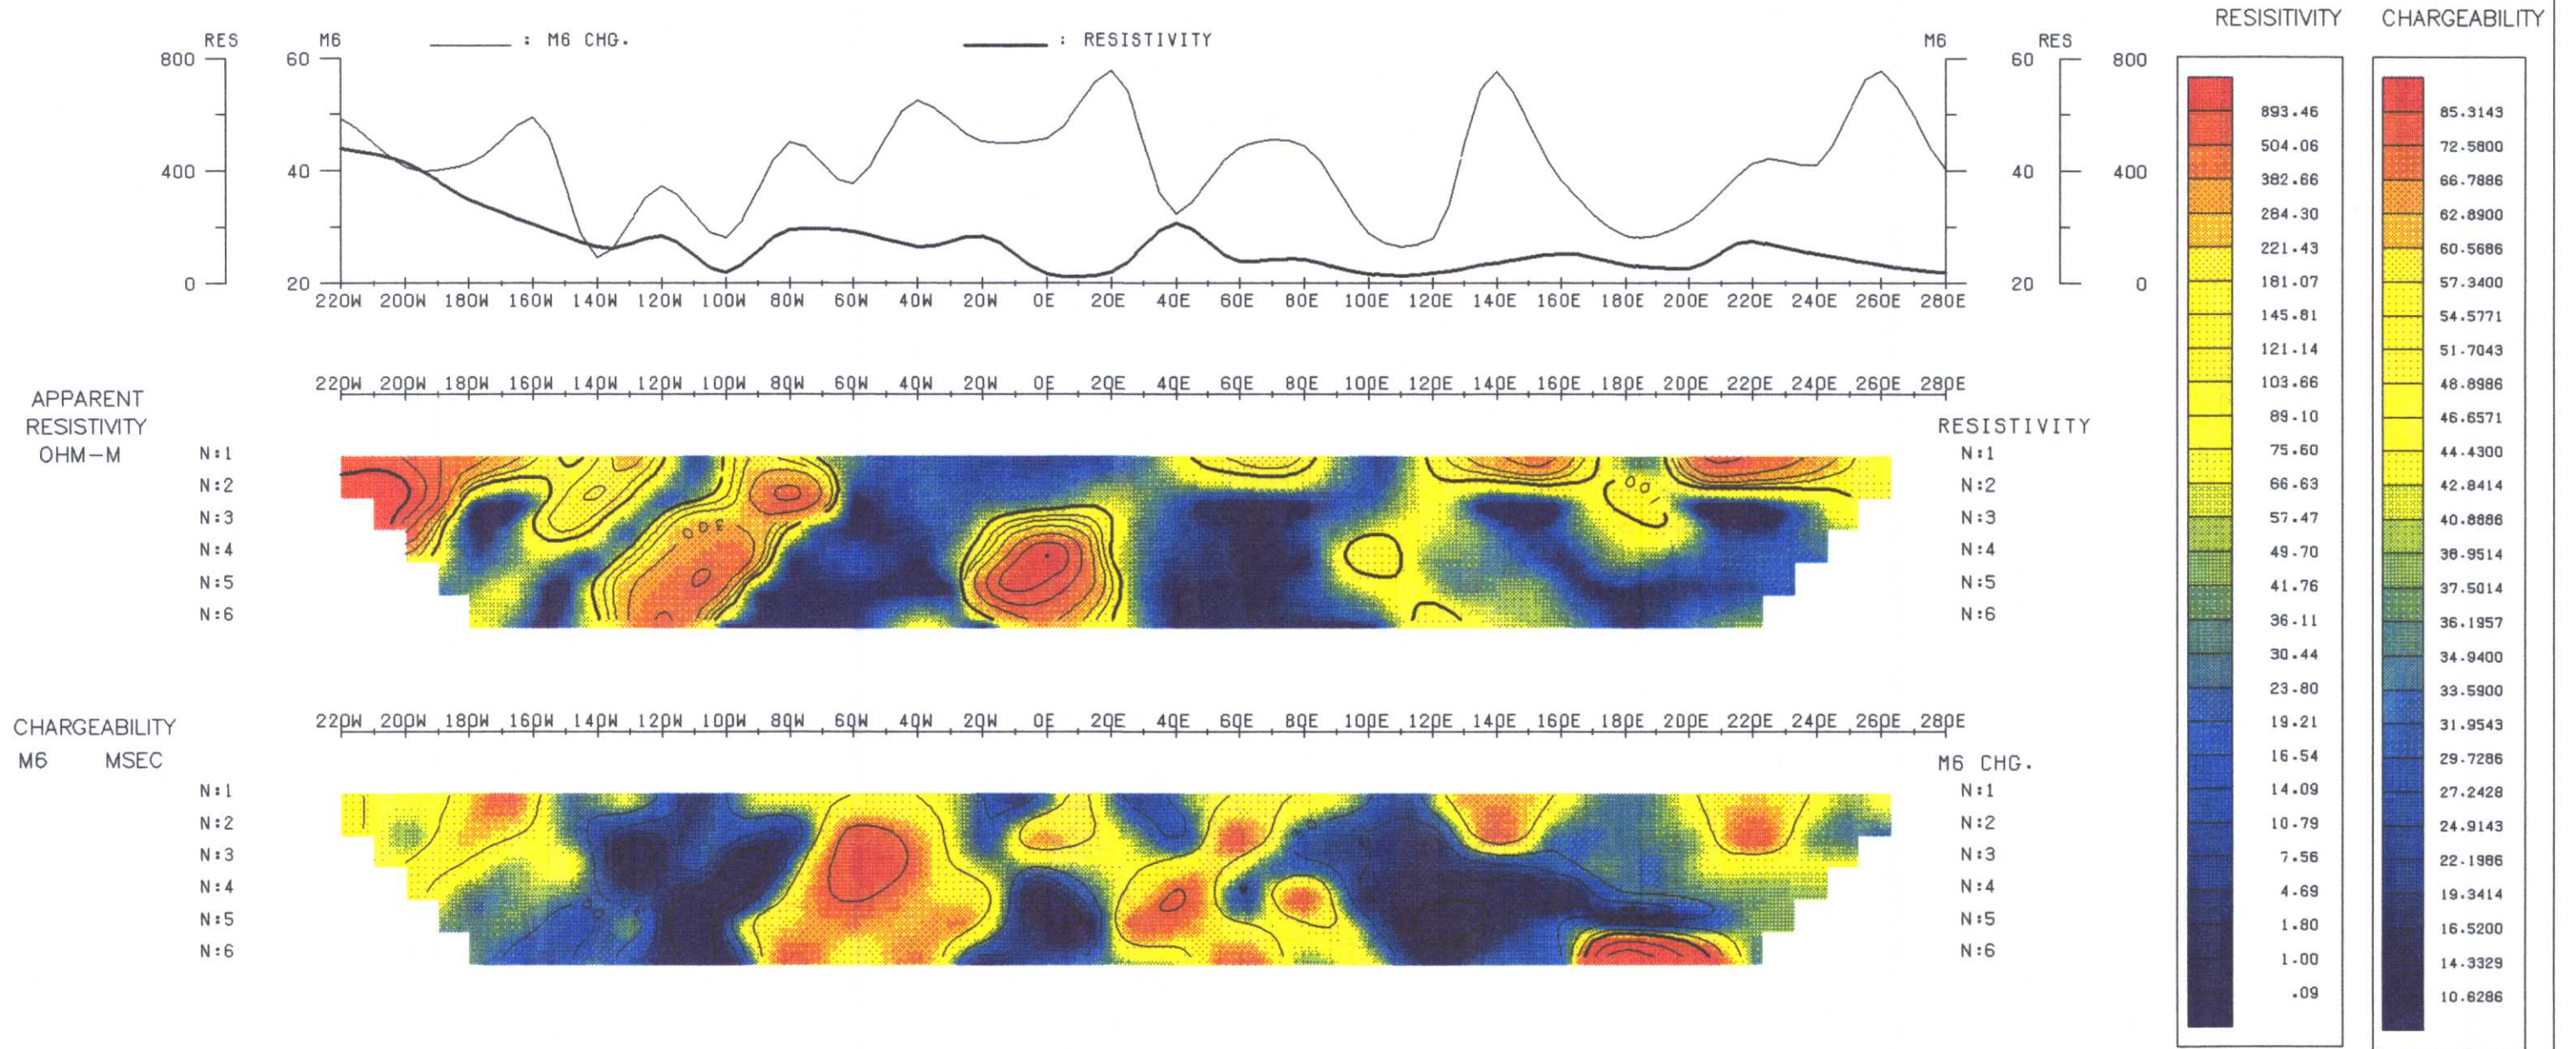 RESISITIVITY CHARGEABILITY
RES M6 : M6 CHG. : RESISTIVITY M6 RES
800 60 60 800
400 40 40 400
0 20 20 0
220W 200W 180W 160W 140W 120W 100W 80W 60W 40W 20W 0E 20E 40E 60E 80E 100E 120E 140E 160E 180E 200E 220E 240E 260E 280E
220W 200W 180W 160W 140W 120W 100W 80W 60W 40W 20W 0E 20E 40E 60E 80E 100E 120E 140E 160E 180E 200E 220E 240E 260E 280E
APPARENT
RESISTIVITY
OHM-M
RESISTIVITY
N:1 N:1
N:2 N:2
N:3 N:3
N:4 N:4
N:5 N:5
N:6 N:6
220W 200W 180W 160W 140W 120W 100W 80W 60W 40W 20W 0E 20E 40E 60E 80E 100E 120E 140E 160E 180E 200E 220E 240E 260E 280E
CHARGEABILITY
M6 MSEC
M6 CHG.
N:1 N:1
N:2 N:2
N:3 N:3
N:4 N:4
N:5 N:5
N:6 N:6
893.46 85.3143
504.06 72.5800
382.66 66.7886
284.30 62.8900
221.43 60.5686
181.07 57.3400
145.81 54.5771
121.14 51.7043
103.66 48.8986
89.10 46.6571
75.60 44.4300
66.63 42.8414
57.47 40.8886
49.70 38.9514
41.76 37.5014
36.11 36.1957
30.44 34.9400
23.80 33.5900
19.21 31.9543
16.54 29.7286
14.09 27.2428
10.79 24.9143
7.56 22.1986
4.69 19.3414
1.80 16.5200
1.00 14.3329
.09 10.6286